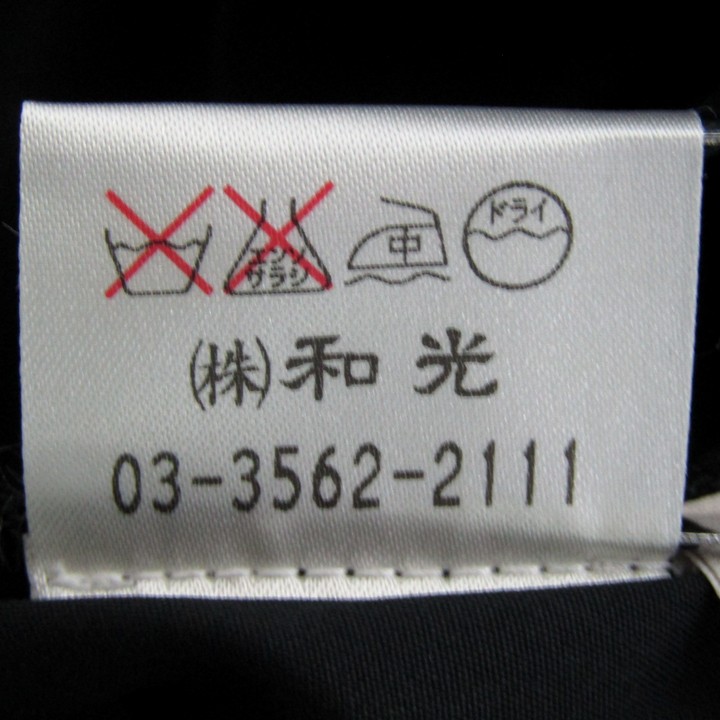 エンソ
サラシ
中
ドライ
(株)和光
03-3562-2111